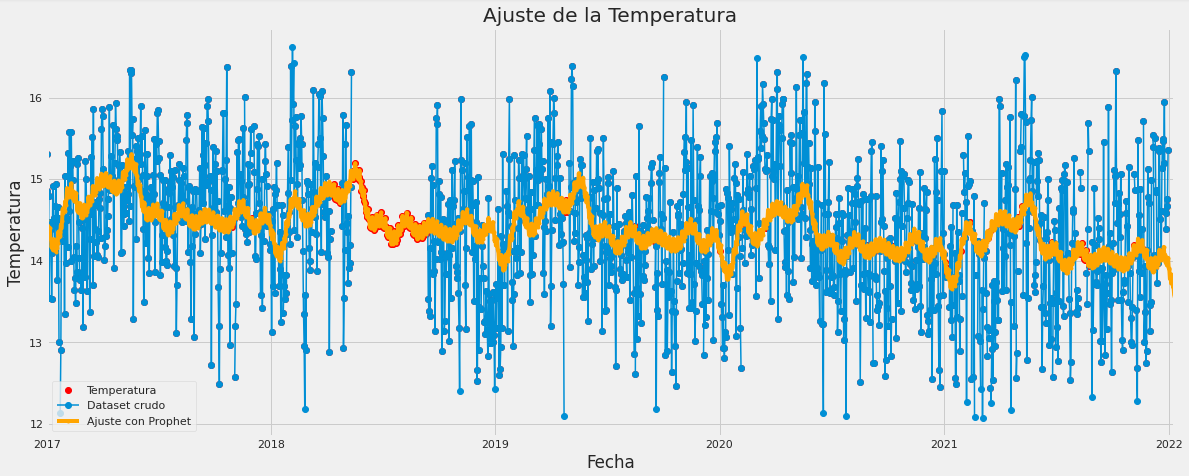 Ajuste de la Temperatura
Temperatura
16
15
14
13
12
Temperatura
Dataset crudo
Ajuste con Prophet
2017
2018
2019
2020
2021
2022
Fecha